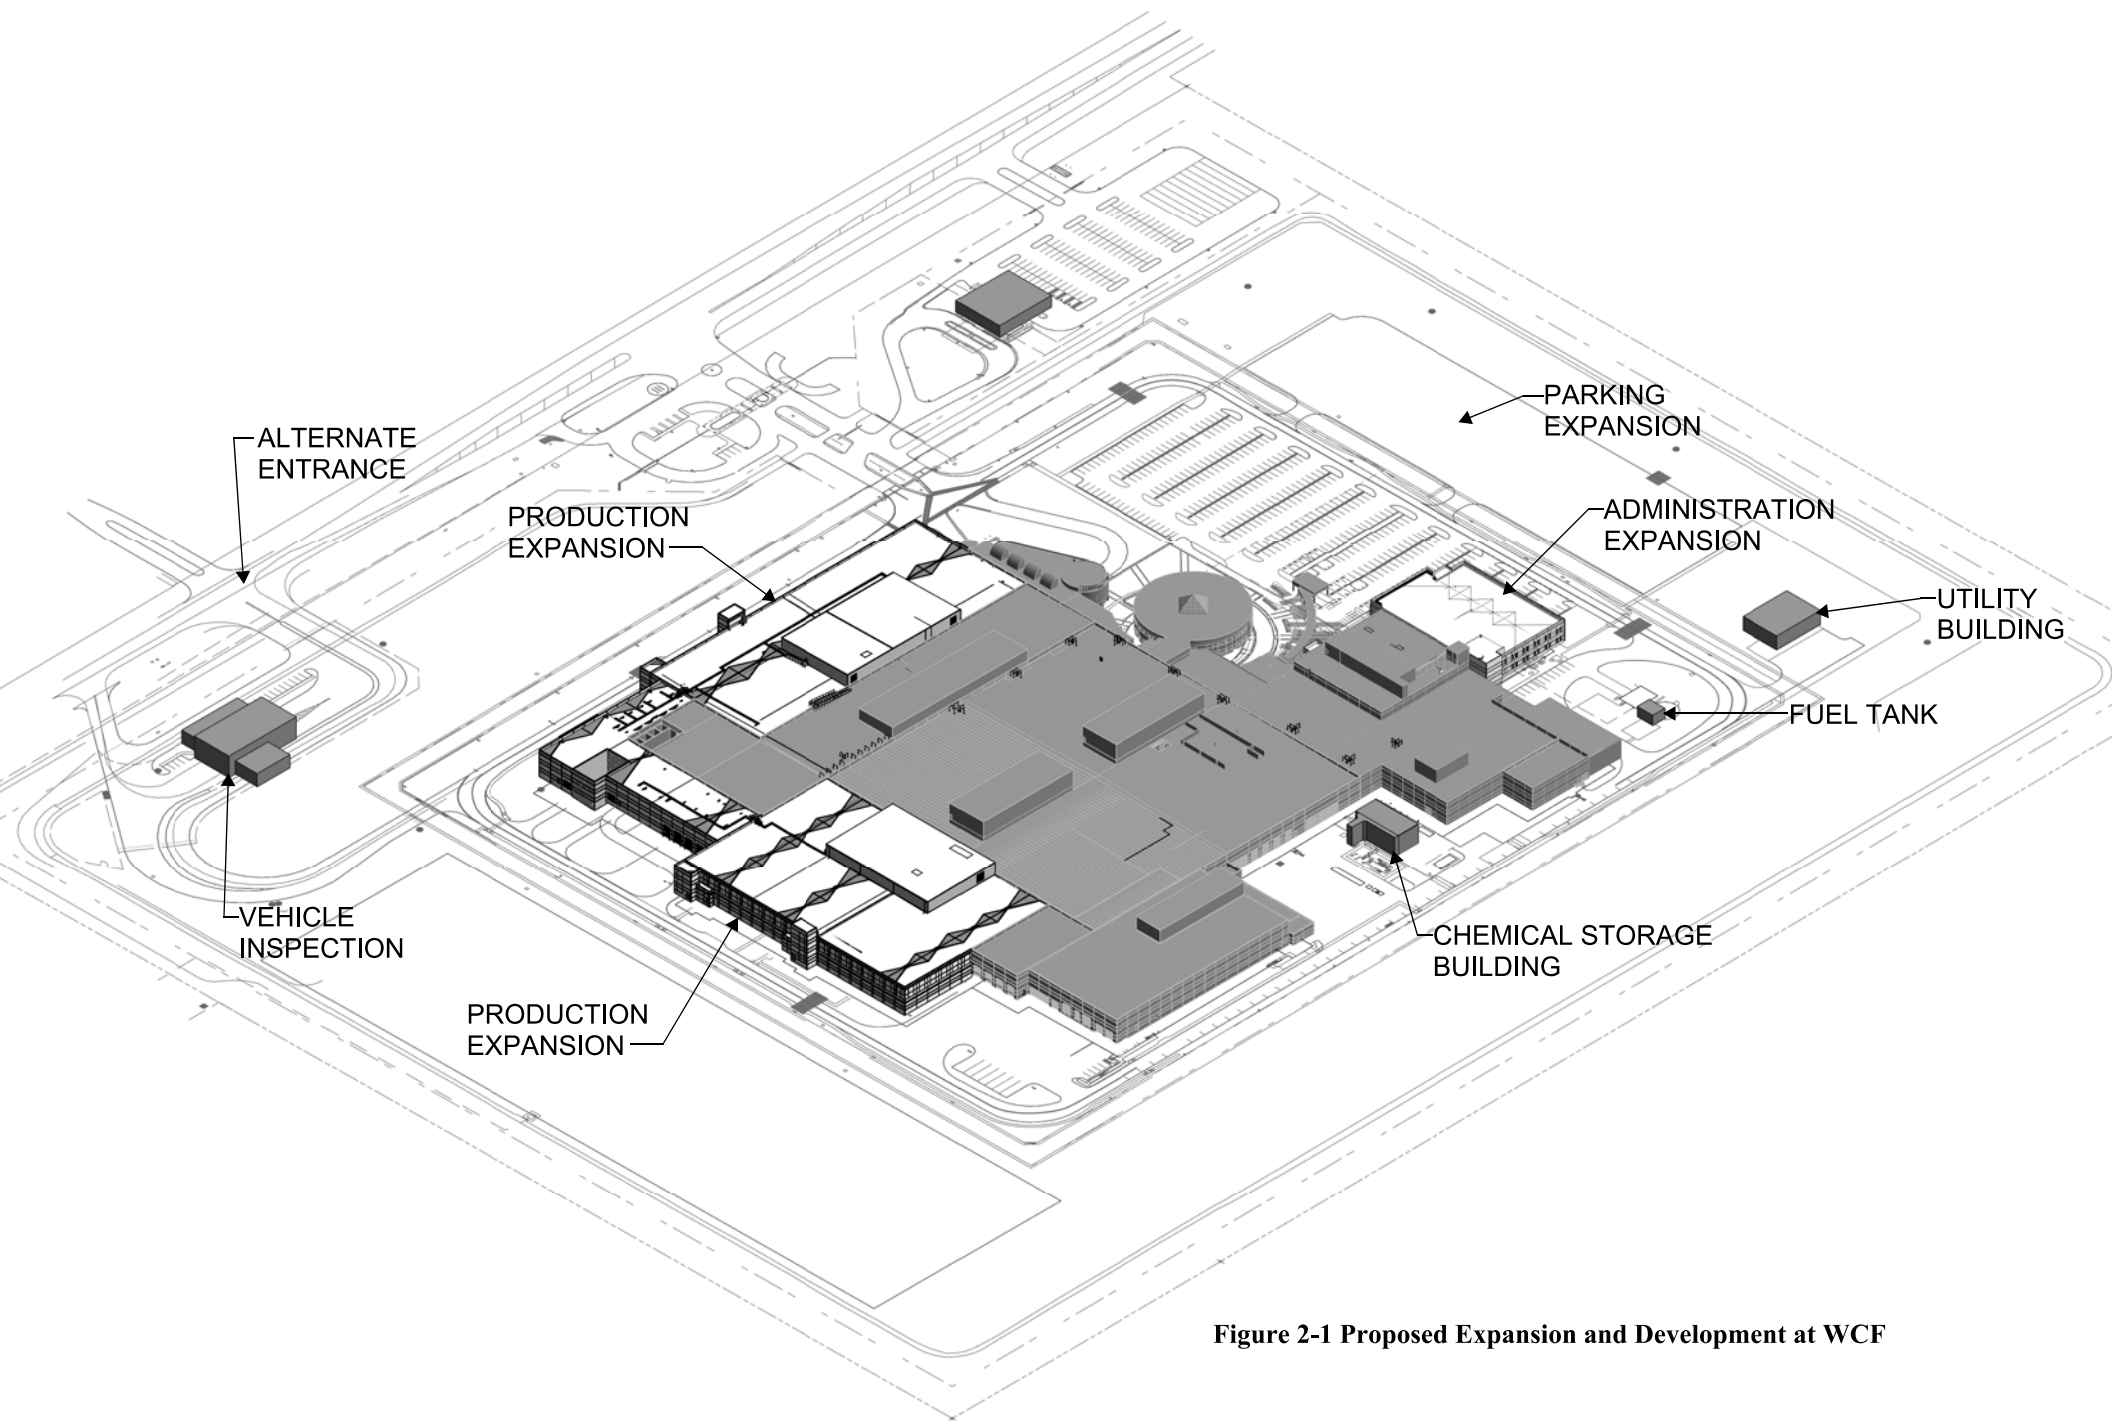 PARKING
EXPANSION
ALTERNATE
ENTRANCE
PRODUCTION
EXPANSION
ADMINISTRATION
EXPANSION
UTILITY
BUILDING
FUEL TANK
VEHICLE
INSPECTION
CHEMICAL STORAGE
BUILDING
PRODUCTION
EXPANSION
Figure 2-1 Proposed Expansion and Development at WCF